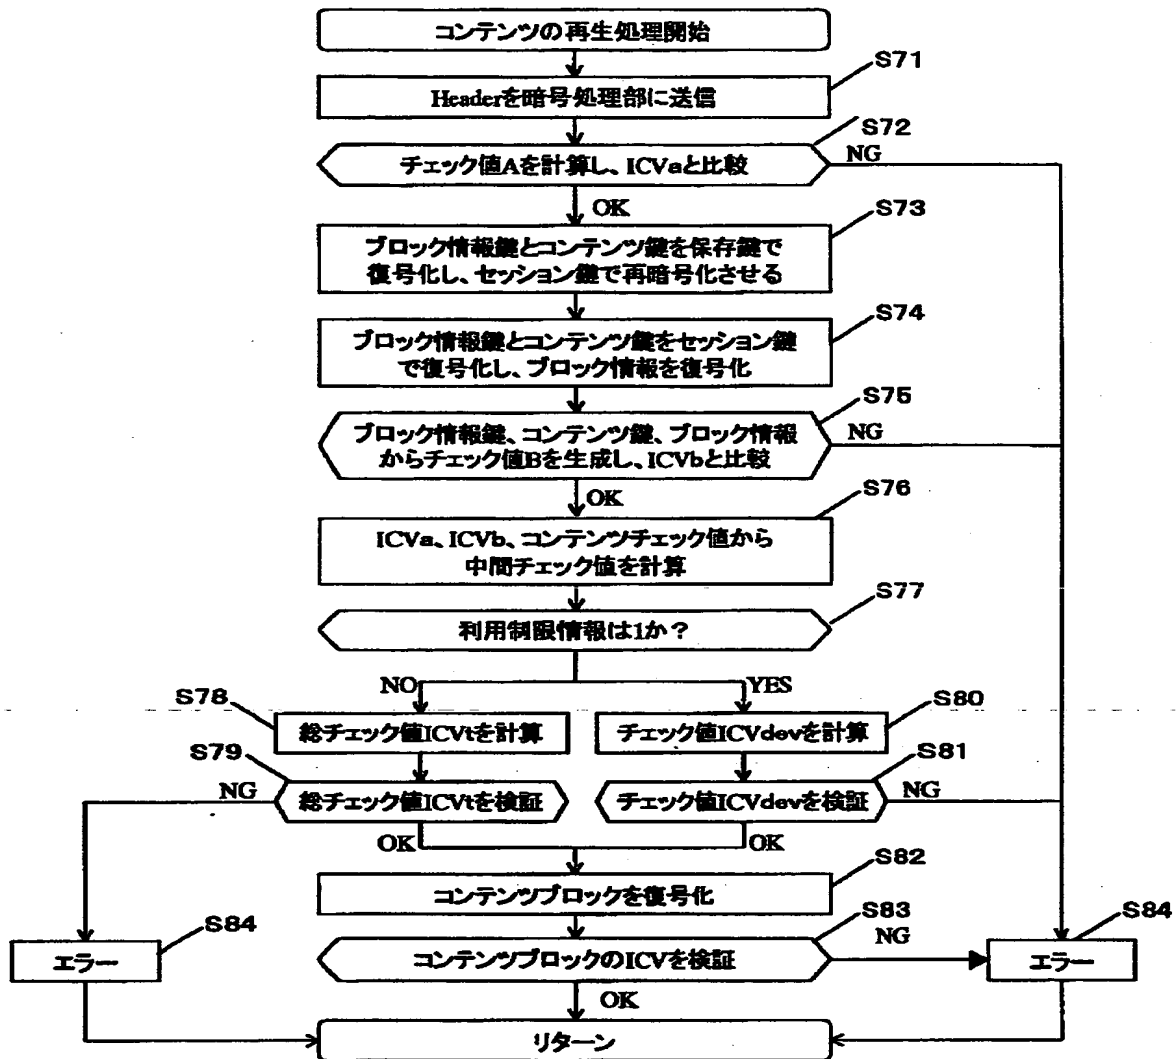 コンテンツの再生処理開始
S71
Headerを暗号処理部に送信
S72
チェック値Aを計算し、ICVaと比較
NG
OK
S73
ブロック情報鍵とコンテンツ鍵を保存鍵で
復号化し、セッション鍵で再暗号化させる
S74
ブロック情報鍵とコンテンツ鍵をセッション鍵
で復号化し、ブロック情報を復号化
S75
ブロック情報鍵、コンテンツ鍵、ブロック情報
からチェック値Bを生成し、ICVbと比較
NG
OK
S76
ICVa、ICVb、コンテンツチェック値から
中間チェック値を計算
S77
利用制限情報は1か？
NO
YES
S78
総チェック値ICVtを計算
S80
チェック値ICVdevを計算
S79
NG
総チェック値ICVtを検証
S81
チェック値ICVdevを検証
NG
OK
OK
S82
コンテンツブロックを復号化
S83
コンテンツブロックのICVを検証
NG
S84
エラー
S84
エラー
OK
リターン